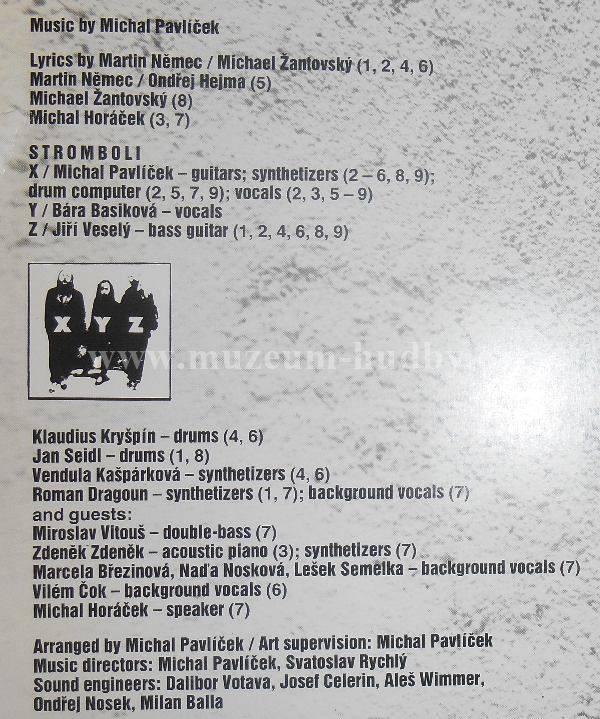 Music by Michal Pavlíček
Lyrics by Martin Němec / Michael Žantovský (1, 2, 4, 6)
Martin Němec / Ondřej Hejma (5)
Michael Žantovský (8)
Michal Horáček (3, 7)
STROMBOLI
X / Michal Pavlíček – guitars; synthetizers (2 – 6, 8, 9);
drum computer (2, 5, 7, 9); vocals (2, 3, 5 – 9)
Y / Bára Basiková – vocals
Z / Jiří Veselý – bass guitar (1, 2, 4, 6, 8, 9)
X Y Z
www.muzeum-hudby.
Klaudius Kryšpín – drums (4, 6)
Jan Seidl – drums (1, 8)
Vendula Kašpárková – synthetizers (4, 6)
Roman Dragoun – synthetizers (1, 7); background vocals (7)
and guests:
Miroslav Vitouš – double-bass (7)
Zdeněk Zdeněk – acoustic piano (3); synthetizers (7)
Marcela Březinová, Naďa Nosková, Lešek Semelka – background vocals (7)
Vilém Čok – background vocals (6)
Michal Horáček – speaker (7)
Arranged by Michal Pavlíček / Art supervision: Michal Pavlíček
Music directors: Michal Pavlíček, Svatoslav Rychlý
Sound engineers: Dalibor Votava, Josef Celerin, Aleš Wimmer,
Ondřej Nosek, Milan Balla